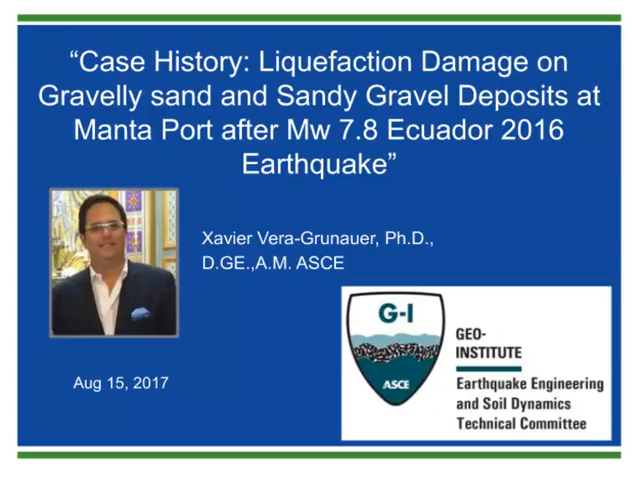 “Case History: Liquefaction Damage on
Gravelly sand and Sandy Gravel Deposits at
Manta Port after Mw 7.8 Ecuador 2016
Earthquake”
Xavier Vera-Grunauer, Ph.D.,
D.GE.,A.M. ASCE
Aug 15, 2017
G-I
ASCE
GEO-
INSTITUTE
Earthquake Engineering
and Soil Dynamics
Technical Committee